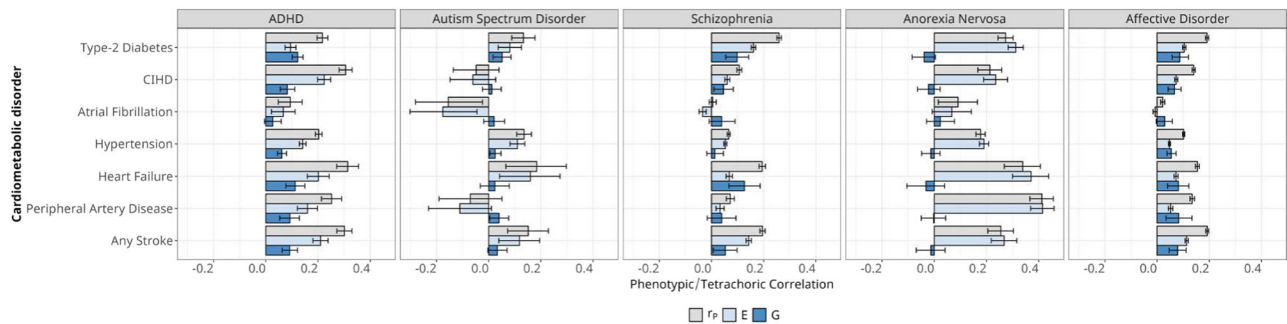 ADHD
Autism Spectrum Disorder
Schizophrenia
Anorexia Nervosa
Affective Disorder
Cardiometabolic disorder
Type-2 Diabetes
CIHD
Atrial Fibrillation
Hypertension
Heart Failure
Peripheral Artery Disease
Any Stroke
-0.2 0.0 0.2 0.4 -0.2 0.0 0.2 0.4 -0.2 0.0 0.2 0.4 -0.2 0.0 0.2 0.4 -0.2 0.0 0.2 0.4
Phenotypic/Tetrachoric Correlation
rP E G